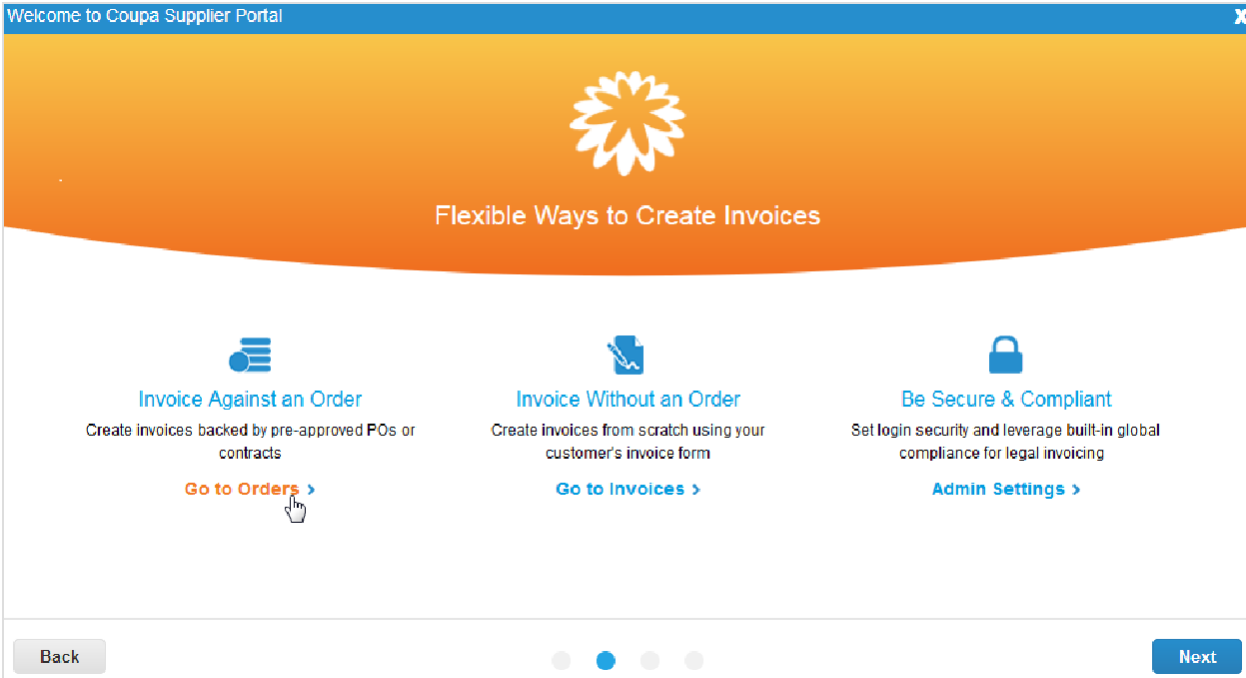 Welcome to Coupa Supplier Portal
Flexible Ways to Create Invoices
Invoice Against an Order
Create invoices backed by pre-approved POs or
contracts
Go to Orders >
Invoice Without an Order
Create invoices from scratch using your
customer's invoice form
Go to Invoices >
Be Secure & Compliant
Set login security and leverage built-in global
compliance for legal invoicing
Admin Settings >
Back
Next